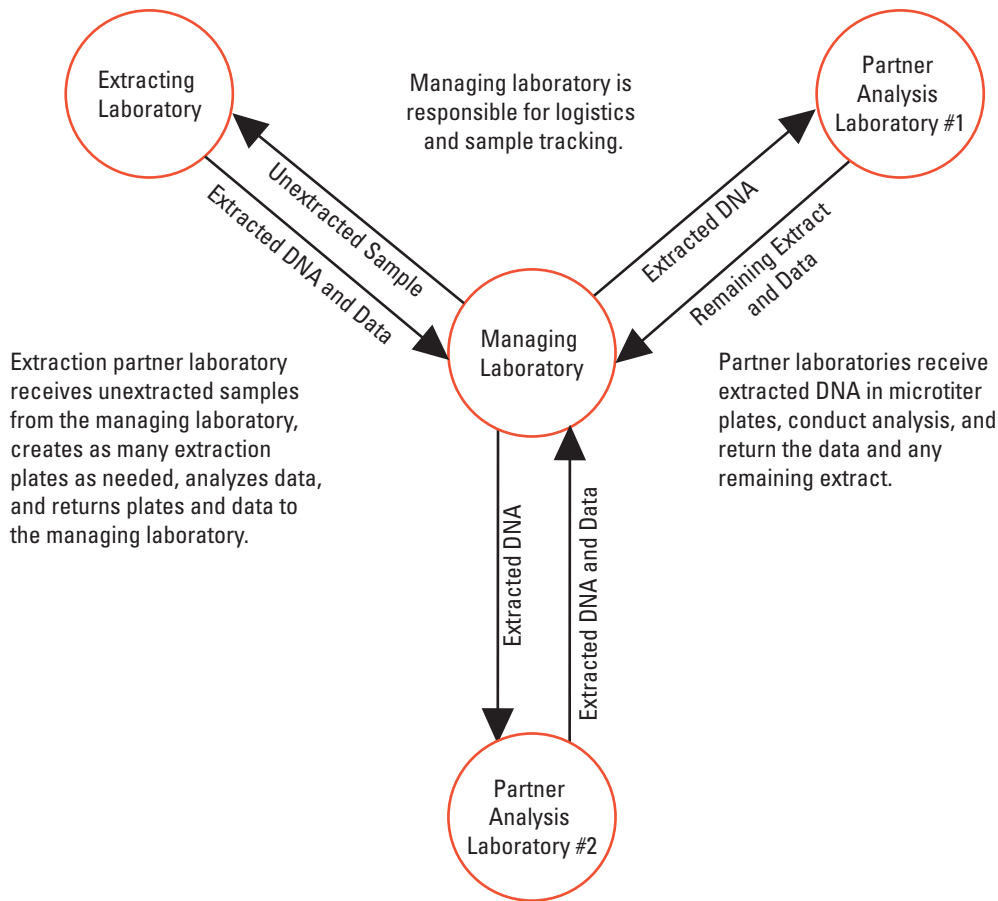 Extracting
Laboratory
Managing laboratory is
responsible for logistics
and sample tracking.
Partner
Analysis
Laboratory #1
Unextracted Sample
Extracted DNA and Data
Extracted DNA
Remaining Extract
and Data
Managing
Laboratory
Extraction partner laboratory
receives unextracted samples
from the managing laboratory,
creates as many extraction
plates as needed, analyzes data,
and returns plates and data to
the managing laboratory.
Partner laboratories receive
extracted DNA in microtiter
plates, conduct analysis, and
return the data and any
remaining extract.
Extracted DNA
Extracted DNA and Data
Partner
Analysis
Laboratory #2